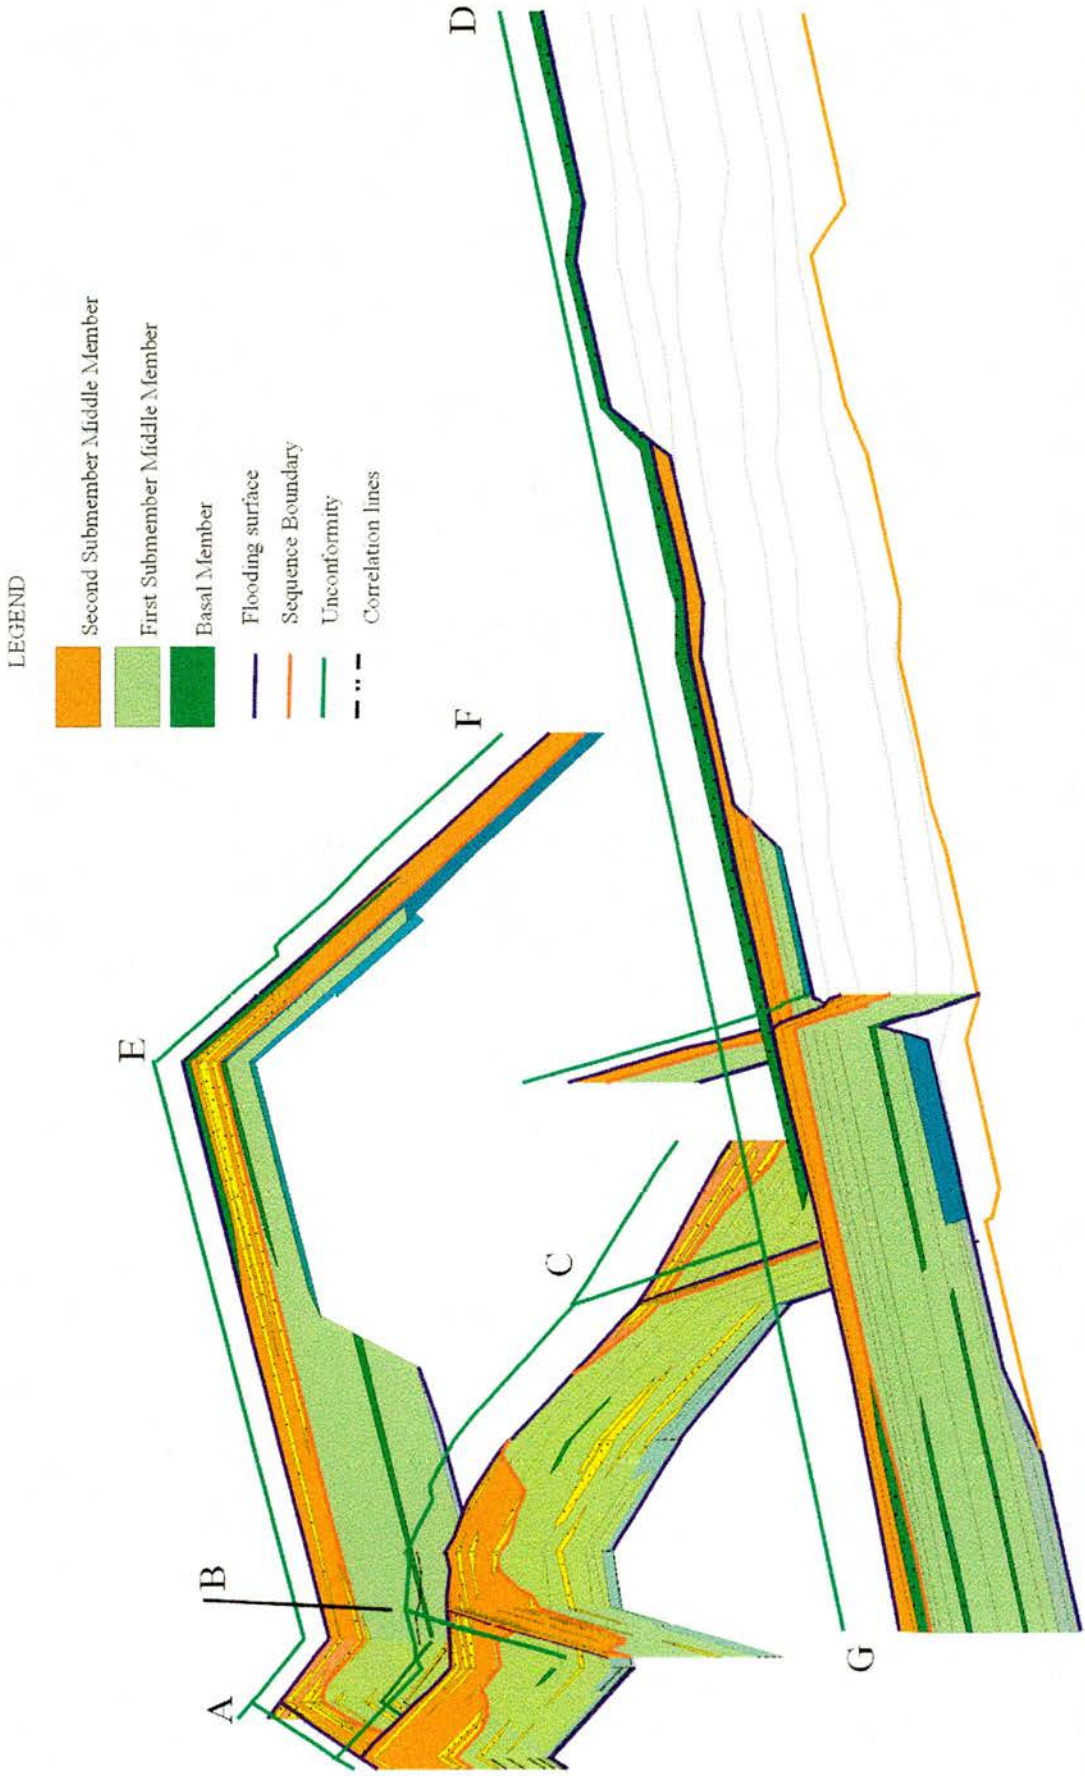 LEGEND
Second Submember Middle Member
First Submember Middle Member
Basal Member
Flooding surface
Sequence Boundary
Unconformity
Correlation lines
A
B
C
D
E
F
G